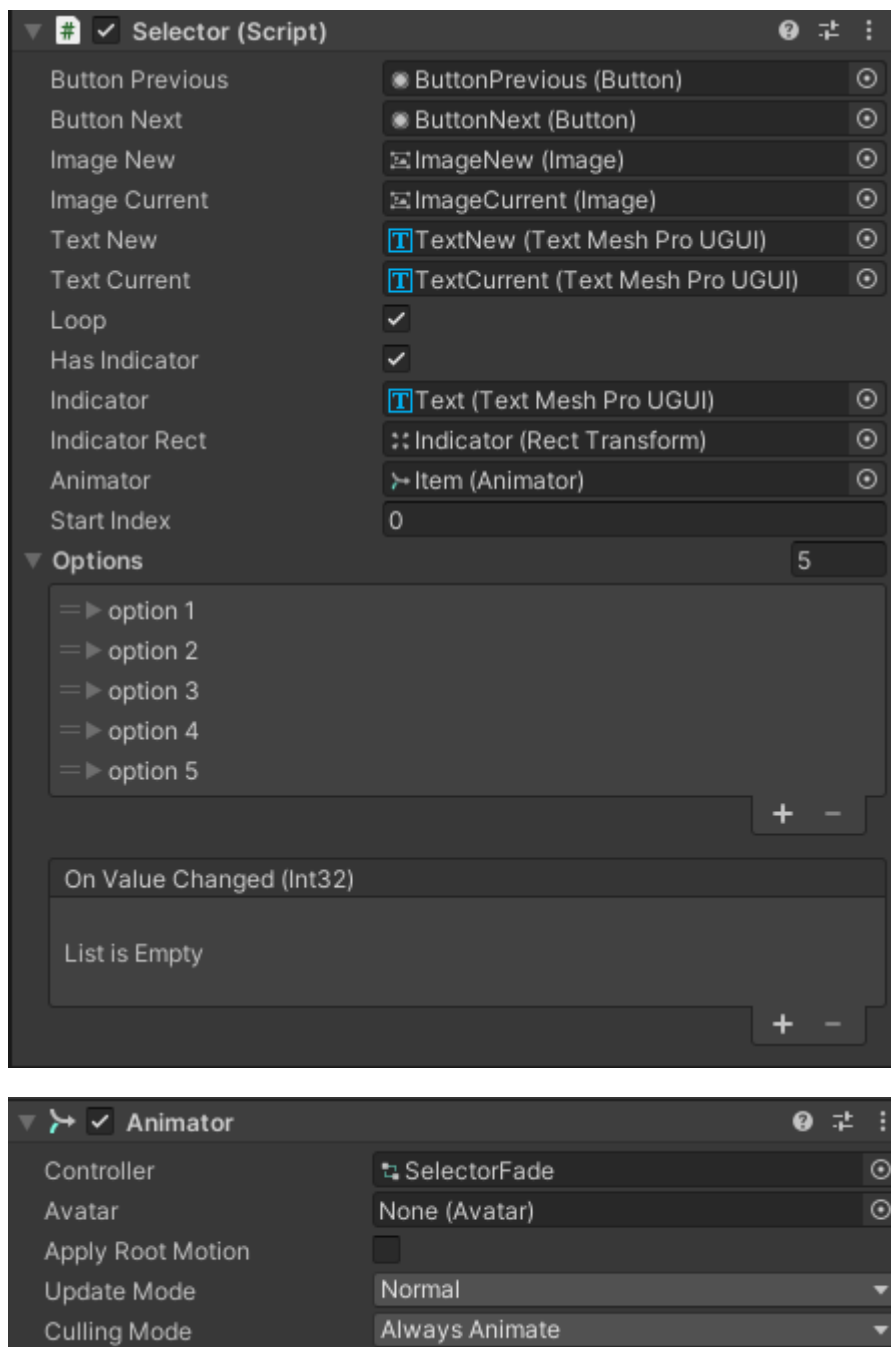 Selector (Script)
Button Previous ButtonPrevious (Button)
Button Next ButtonNext (Button)
Image New ImageNew (Image)
Image Current ImageCurrent (Image)
Text New TextNew (Text Mesh Pro UGUI)
Text Current TextCurrent (Text Mesh Pro UGUI)
Loop
Has Indicator
Indicator Text (Text Mesh Pro UGUI)
Indicator Rect Indicator (Rect Transform)
Animator Item (Animator)
Start Index 0
Options 5
option 1
option 2
option 3
option 4
option 5
On Value Changed (Int32)
List is Empty
Animator
Controller SelectorFade
Avatar None (Avatar)
Apply Root Motion
Update Mode Normal
Culling Mode Always Animate